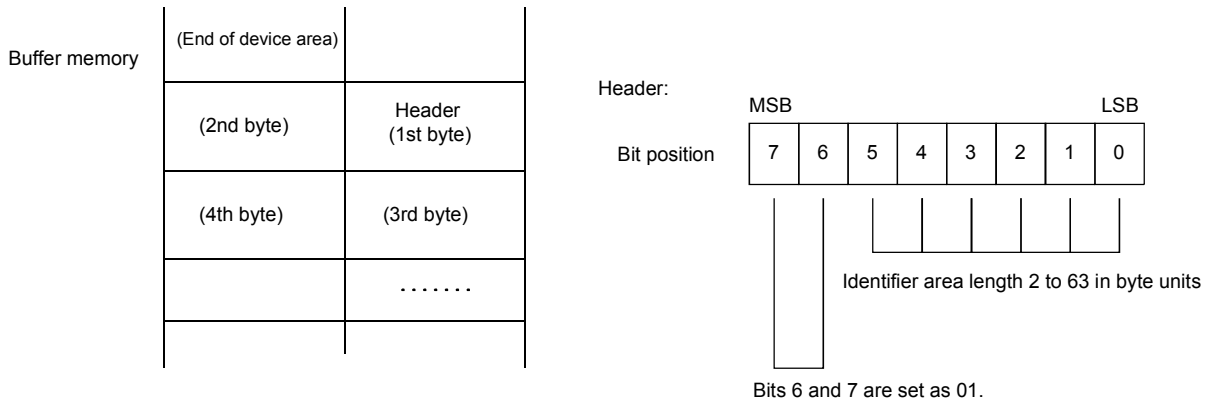 Buffer memory
(End of device area)
(2nd byte)
Header
(1st byte)
(4th byte)
(3rd byte)
.......
Header:
MSB
LSB
Bit position
7 6 5 4 3 2 1 0
Identifier area length 2 to 63 in byte units
Bits 6 and 7 are set as 01.